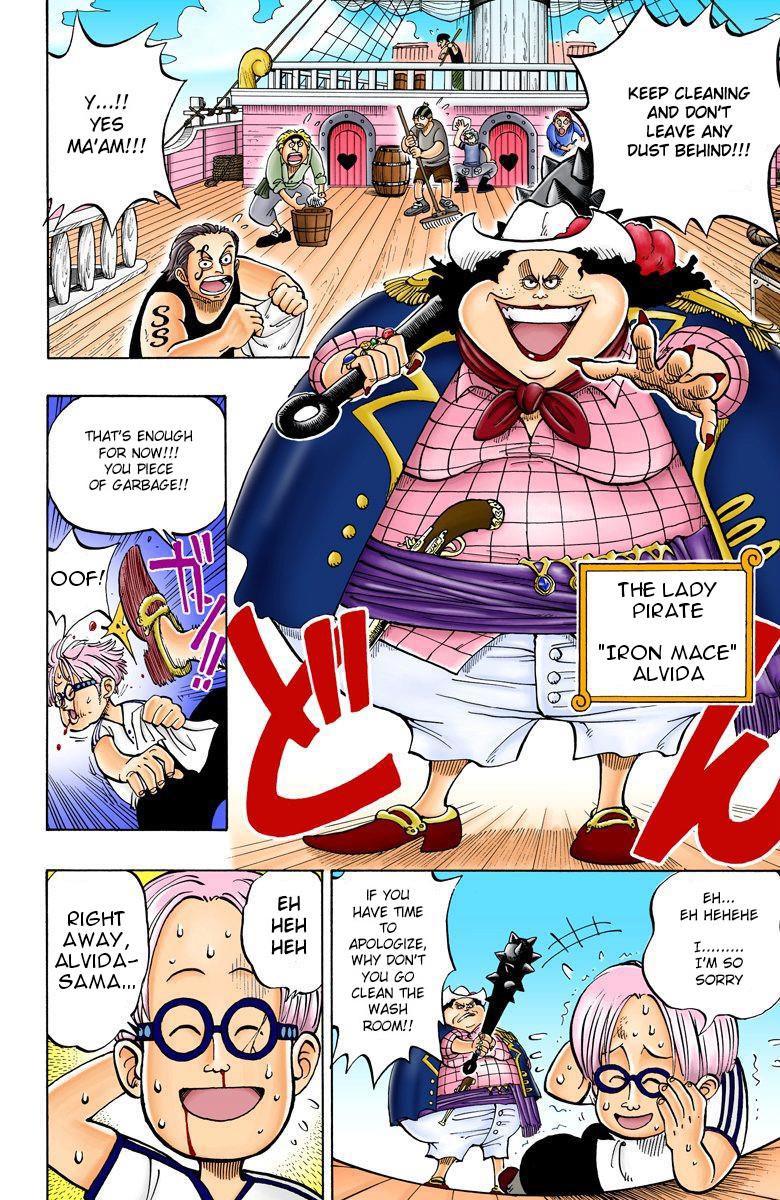 KEEP CLEANING
AND DON'T
LEAVE ANY
DUST BEHIND!!!
Y...!!
YES
MA'AM!!!
SS
THE LADY
PIRATE
"IRON MACE"
ALVIDA
どん
THAT'S ENOUGH
FOR NOW!!!
YOU PIECE
OF GARBAGE!!
OOF!
ガッ!!
EH...
EH HEHEHE
I.........
I'M SO
SORRY
IF YOU
HAVE TIME
TO
APOLOGIZE,
WHY DON'T
YOU GO
CLEAN THE
WASH
ROOM!!
EH
HEH
HEH
RIGHT
AWAY,
ALVIDA-
SAMA...